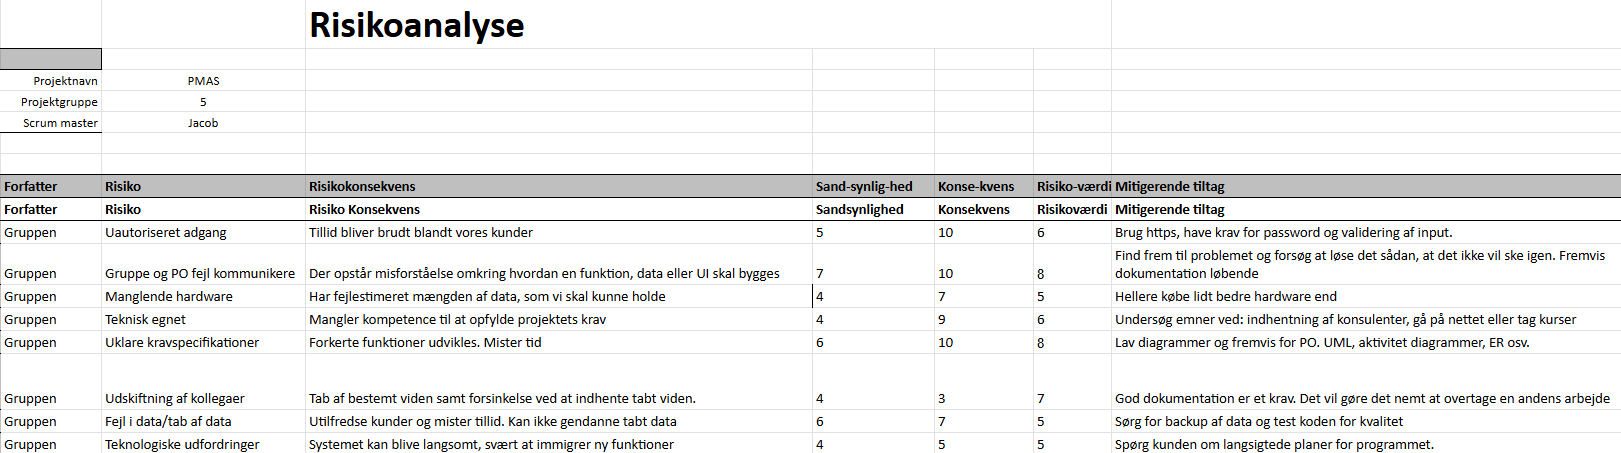 Risikoanalyse
Projektnavn PMAS
Projektgruppe 5
Scrum master Jacob
Forfatter Risiko Risikokonsekvens Sand-synlig-hed Konse-kvens Risiko-værdi Mitigerende tiltag
Forfatter Risiko Risiko Konsekvens Sandsynlighed Konsekvens Risikoværdi Mitigerende tiltag
Gruppen Uautoriseret adgang Tillid bliver brudt blandt vores kunder 5 10 6 Brug https, have krav for password og validering af input.
Find frem til problemet og forsøg at løse det sådan, at det ikke vil ske igen. Fremvis
Gruppen Gruppe og PO fejl kommunikere Der opstår misforståelse omkring hvordan en funktion, data eller UI skal bygges 7 10 8 dokumentation løbende
Gruppen Manglende hardware Har fejlestimeret mængden af data, som vi skal kunne holde 4 7 5 Hellere købe lidt bedre hardware end
Gruppen Teknisk egnet Mangler kompetence til at opfylde projektets krav 4 9 6 Undersøg emner ved: indhentning af konsulenter, gå på nettet eller tag kurser
Gruppen Uklare kravspecifikationer Forkerte funktioner udvikles. Mister tid 6 10 8 Lav diagrammer og fremvis for PO. UML, aktivitet diagrammer, ER osv.
Gruppen Udskiftning af kollegaer Tab af bestemt viden samt forsinkelse ved at indhente tabt viden. 4 3 7 God dokumentation er et krav. Det vil gøre det nemt at overtage en andens arbejde
Gruppen Fejl i data/tab af data Utilfredse kunder og mister tillid. Kan ikke gendanne tabt data 6 7 5 Sørg for backup af data og test koden for kvalitet
Gruppen Teknologiske udfordringer Systemet kan blive langsomt, svært at immigrer ny funktioner 4 5 5 Spørg kunden om langsigtede planer for programmet.